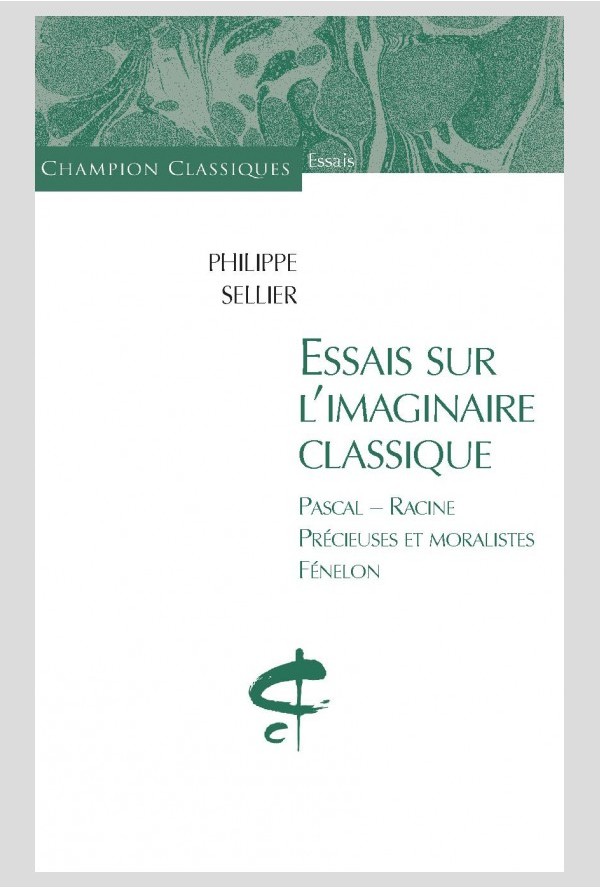 CHAMPION CLASSIQUES
Essais
PHILIPPE
SELLIER
ESSAIS SUR
L'IMAGINAIRE
CLASSIQUE
PASCAL – RACINE
PRÉCIEUSES ET MORALISTES
FÉNELON